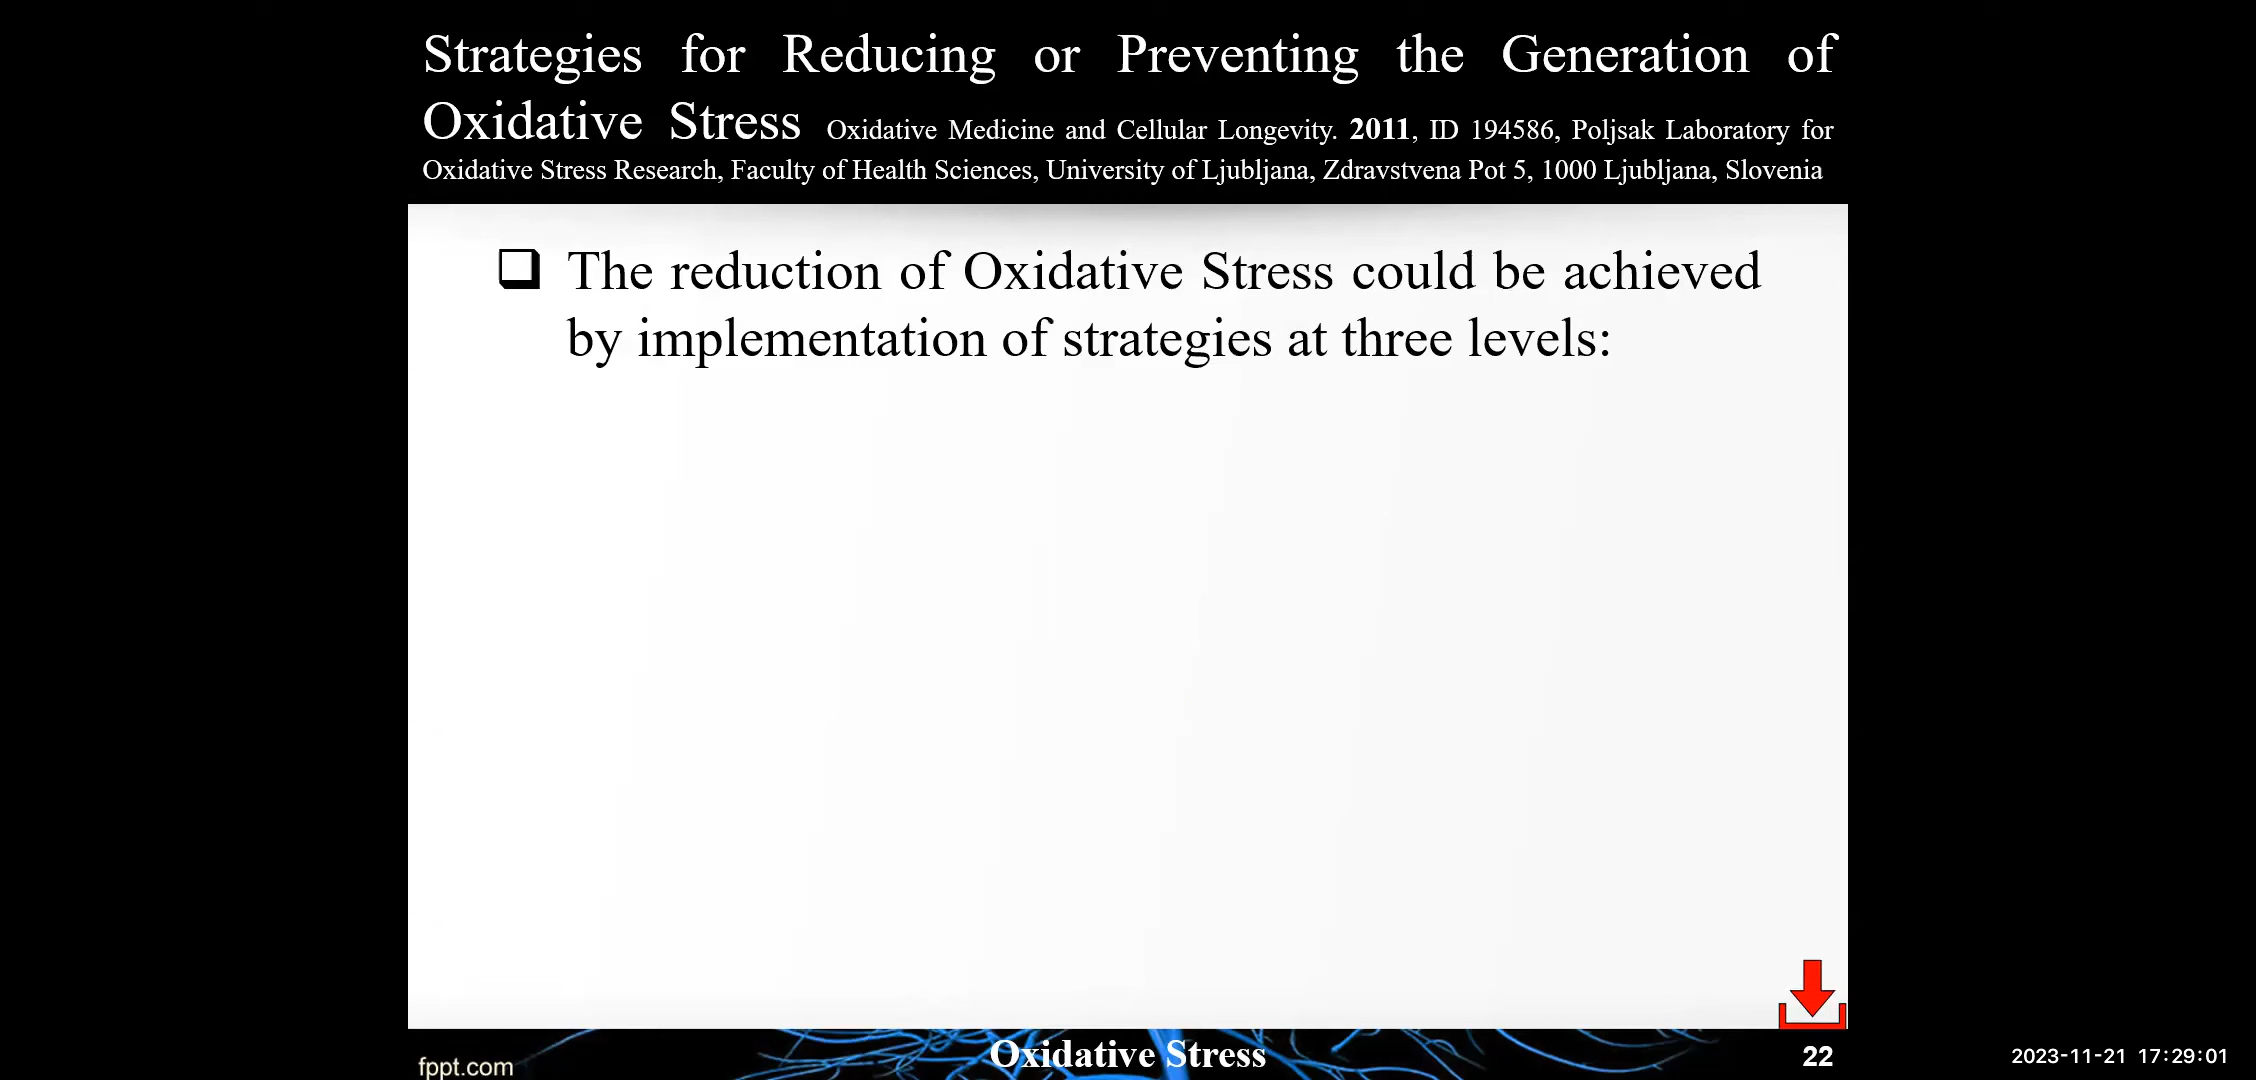 Strategies for Reducing or Preventing the Generation of
Oxidative Stress Oxidative Medicine and Cellular Longevity. 2011, ID 194586, Poljsak Laboratory for
Oxidative Stress Research, Faculty of Health Sciences, University of Ljubljana, Zdravstvena Pot 5, 1000 Ljubljana, Slovenia
❑ The reduction of Oxidative Stress could be achieved
by implementation of strategies at three levels:
fppt.com
Oxidative Stress
22
2023-11-21 17:29:01